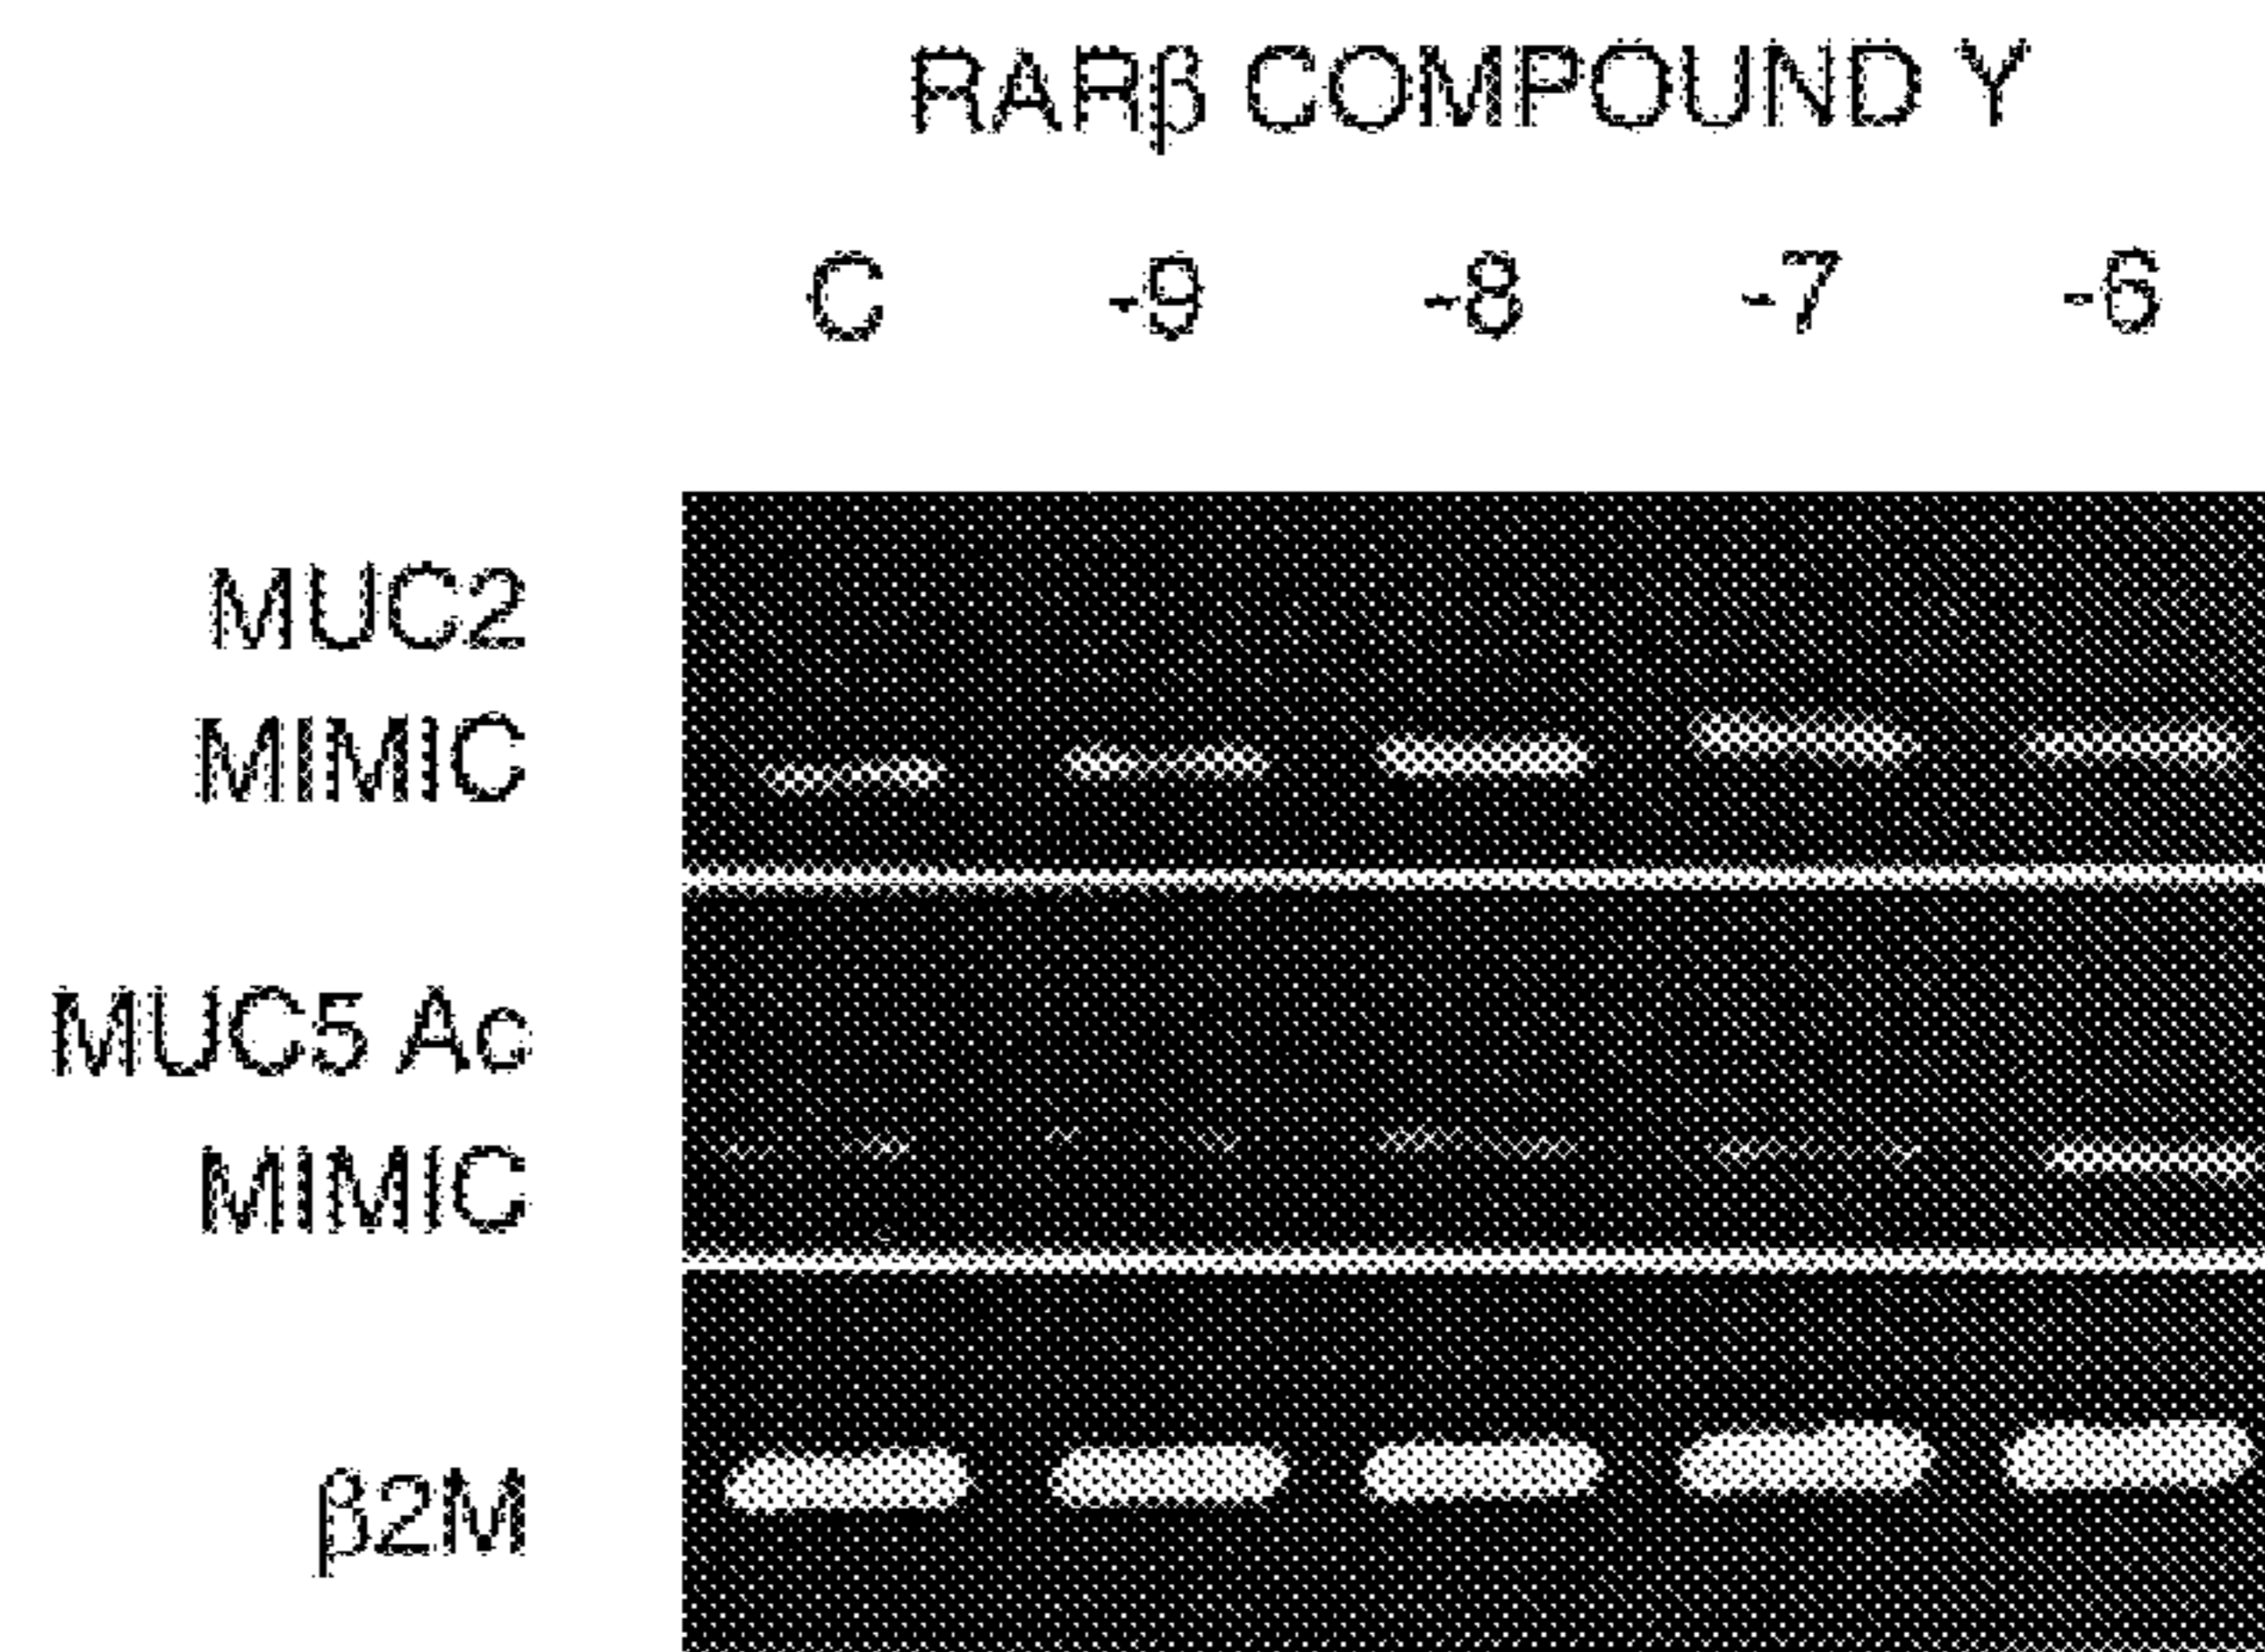 RARβ COMPOUND Y
C -9 -8 -7 -6
MUC2
MIMIC
MUC5 Ac
MIMIC
β2M